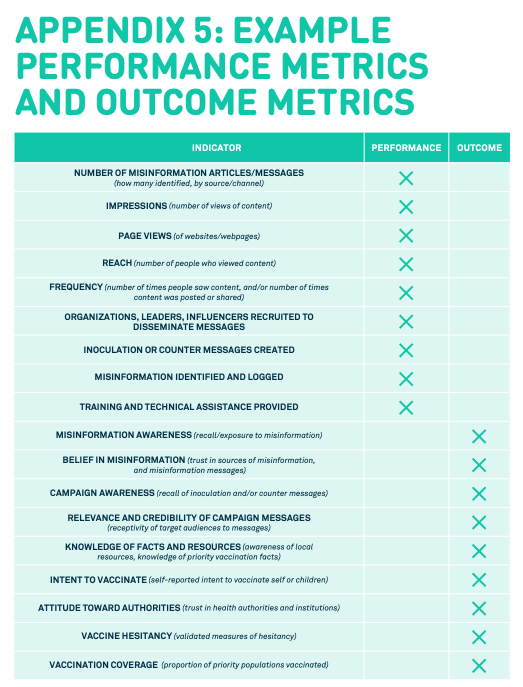 APPENDIX 5: EXAMPLE
PERFORMANCE METRICS
AND OUTCOME METRICS
INDICATOR PERFORMANCE OUTCOME
NUMBER OF MISINFORMATION ARTICLES/MESSAGES
(how many identified, by source/channel)
IMPRESSIONS (number of views of content)
PAGE VIEWS (of websites/webpages)
REACH (number of people who viewed content)
FREQUENCY (number of times people saw content, and/or number of times
content was posted or shared)
ORGANIZATIONS, LEADERS, INFLUENCERS RECRUITED TO
DISSEMINATE MESSAGES
INOCULATION OR COUNTER MESSAGES CREATED
MISINFORMATION IDENTIFIED AND LOGGED
TRAINING AND TECHNICAL ASSISTANCE PROVIDED
MISINFORMATION AWARENESS (recall/exposure to misinformation)
BELIEF IN MISINFORMATION (trust in sources of misinformation,
and misinformation messages)
CAMPAIGN AWARENESS (recall of inoculation and/or counter messages)
RELEVANCE AND CREDIBILITY OF CAMPAIGN MESSAGES
(receptivity of target audiences to messages)
KNOWLEDGE OF FACTS AND RESOURCES (awareness of local
resources, knowledge of priority vaccination facts)
INTENT TO VACCINATE (self-reported intent to vaccinate self or children)
ATTITUDE TOWARD AUTHORITIES (trust in health authorities and institutions)
VACCINE HESITANCY (validated measures of hesitancy)
VACCINATION COVERAGE (proportion of priority populations vaccinated)